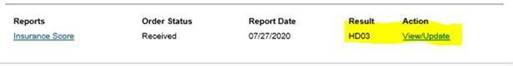 Reports Order Status Report Date Result Action
Insurance Score Received 07/27/2020 HD03 View/Update